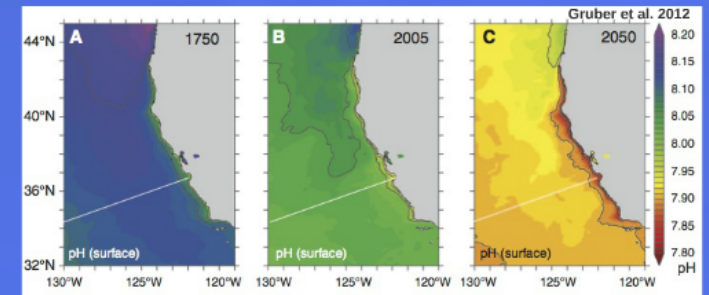 Gruber et al. 2012
44°N
40°N
36°N
32°N
A
1750
pH (surface)
130°W
125°W
120°W
B
2005
pH (surface)
130°W
125°W
120°W
C
2050
pH (surface)
130°W
125°W
120°W
8.20
8.15
8.10
8.05
8.00
7.95
7.90
7.85
7.80
pH